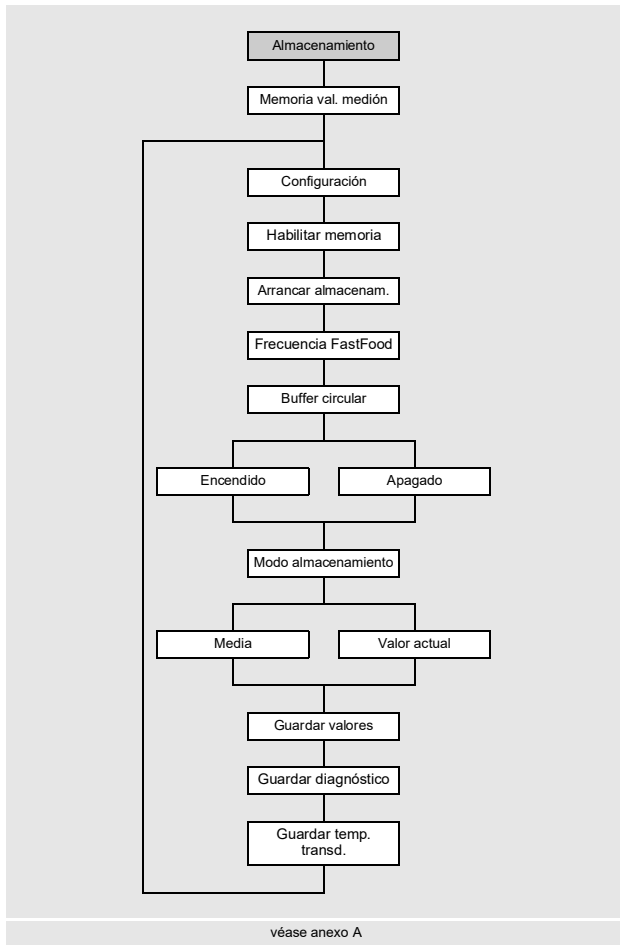 Almacenamiento
Memoria val. medión
Configuración
Habilitar memoria
Arrancar almacenam.
Frecuencia FastFood
Buffer circular
Encendido
Apagado
Modo almacenamiento
Media
Valor actual
Guardar valores
Guardar diagnóstico
Guardar temp.
transd.
véase anexo A